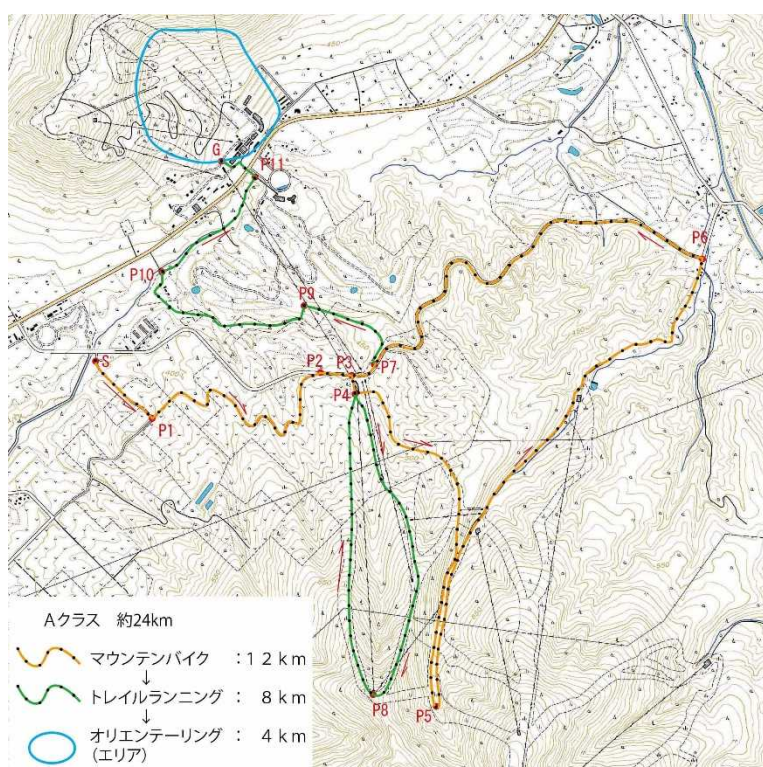 G
P11
P6
P10
P9
S
P2
P3
P7
P4
P1
P8
P5
Aクラス 約24km
マウンテンバイク :12km
↓
トレイルランニング : 8km
↓
オリエンテーリング : 4km
(エリア)